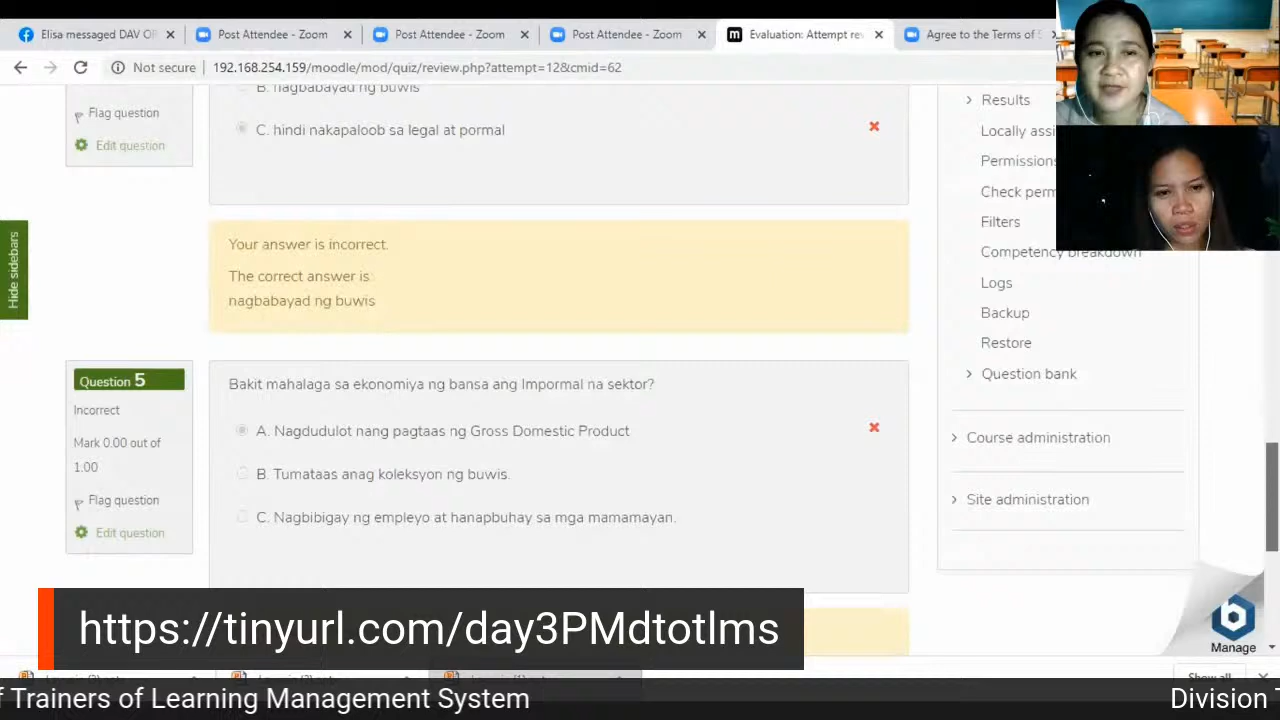 Elisa messaged DAV OR
Post Attendee - Zoom
Post Attendee - Zoom
Post Attendee - Zoom
Evaluation: Attempt rev
Agree to the Terms of S
Not secure
192.168.254.159/moodle/mod/quiz/review.php?attempt=12&cmid=62
B. nagbabayad ng buwis
Flag question
C. hindi nakapaloob sa legal at pormal
Edit question
Hide sidebars
Your answer is incorrect.
The correct answer is:
nagbabayad ng buwis
Question 5
Incorrect
Mark 0.00 out of
1.00
Flag question
Edit question
Bakit mahalaga sa ekonomiya ng bansa ang Impormal na sektor?
A. Nagdudulot nang pagtaas ng Gross Domestic Product
B. Tumataas anag koleksyon ng buwis.
C. Nagbibigay ng empleyo at hanapbuhay sa mga mamamayan.
Results
Locally assi
Permissions
Check perm
Filters
Competency breakdown
Logs
Backup
Restore
Question bank
Course administration
Site administration
b
Manage
https://tinyurl.com/day3PMdtotlms
Show all
f Trainers of Learning Management System
Division T